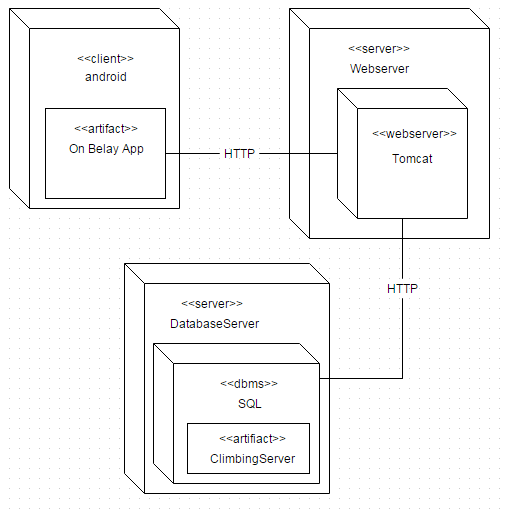 <<client>>
android
<<artifact>>
On Belay App
HTTP
<<server>>
Webserver
<<webserver>>
Tomcat
HTTP
<<server>>
DatabaseServer
<<dbms>>
SQL
<<artifiact>>
ClimbingServer